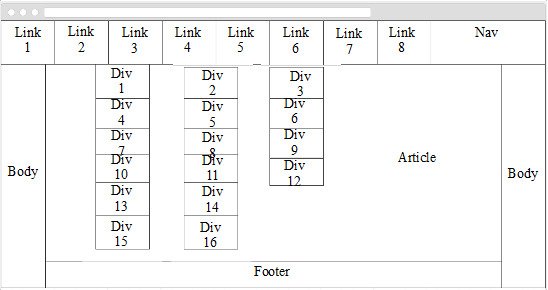 Link 1
Link 2
Link 3
Link 4
Link 5
Link 6
Link 7
Link 8
Nav
Div 1
Div 2
Div 3
Div 4
Div 5
Div 6
Div 7
Div 8
Div 9
Body
Article
Body
Div 10
Div 11
Div 12
Div 13
Div 14
Div 15
Div 16
Footer